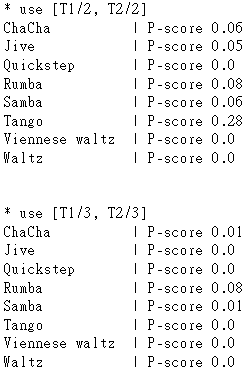 * use [T1/2, T2/2]
ChaCha | P-score 0.06
Jive | P-score 0.05
Quickstep | P-score 0.0
Rumba | P-score 0.08
Samba | P-score 0.06
Tango | P-score 0.28
Viennese waltz | P-score 0.0
Waltz | P-score 0.0
* use [T1/3, T2/3]
ChaCha | P-score 0.01
Jive | P-score 0.0
Quickstep | P-score 0.0
Rumba | P-score 0.08
Samba | P-score 0.01
Tango | P-score 0.0
Viennese waltz | P-score 0.0
Waltz | P-score 0.0